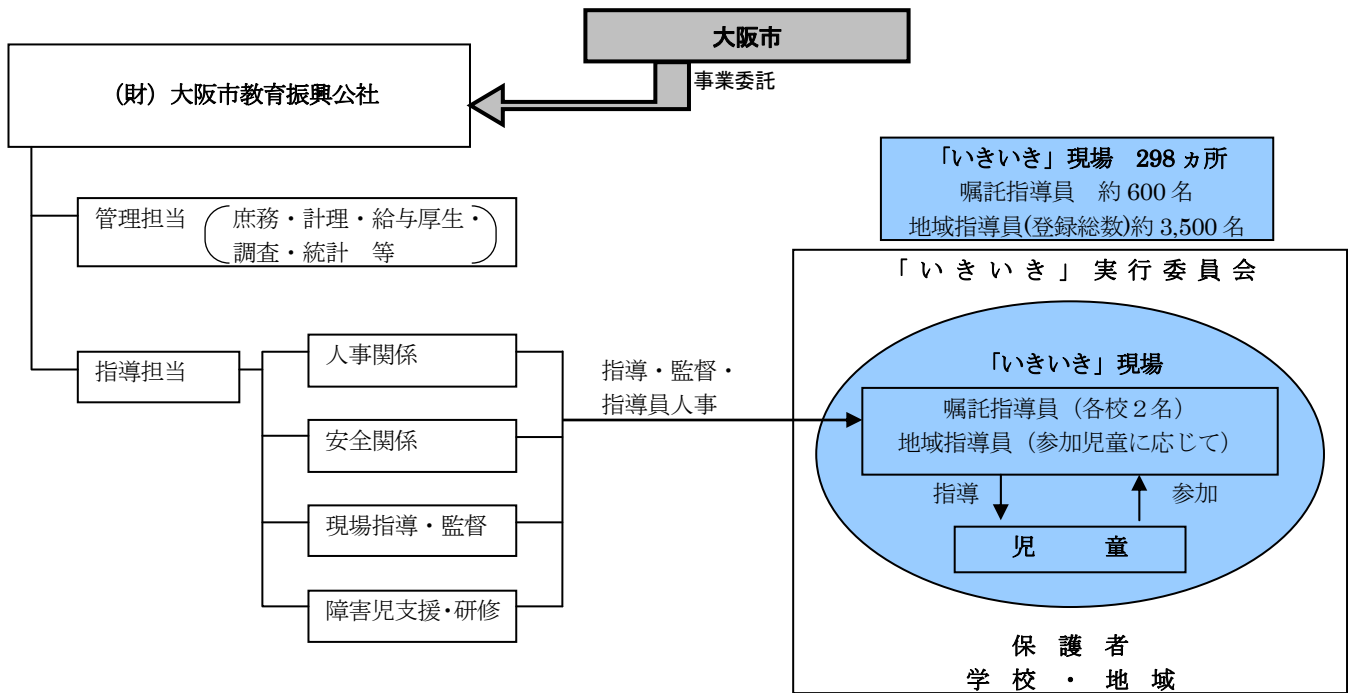 大阪市
(財)大阪市教育振興公社
事業委託
「いきいき」現場 298ヵ所
嘱託指導員 約600名
地域指導員(登録総数)約3,500名
管理担当
庶務・計理・給与厚生・
調査・統計 等
「いきいき」実行委員会
指導担当
人事関係
安全関係
現場指導・監督
障害児支援・研修
指導・監督・
指導員人事
「いきいき」現場
嘱託指導員(各校2名)
地域指導員(参加児童に応じて)
指導
参加
児 童
保 護 者
学 校 ・ 地 域